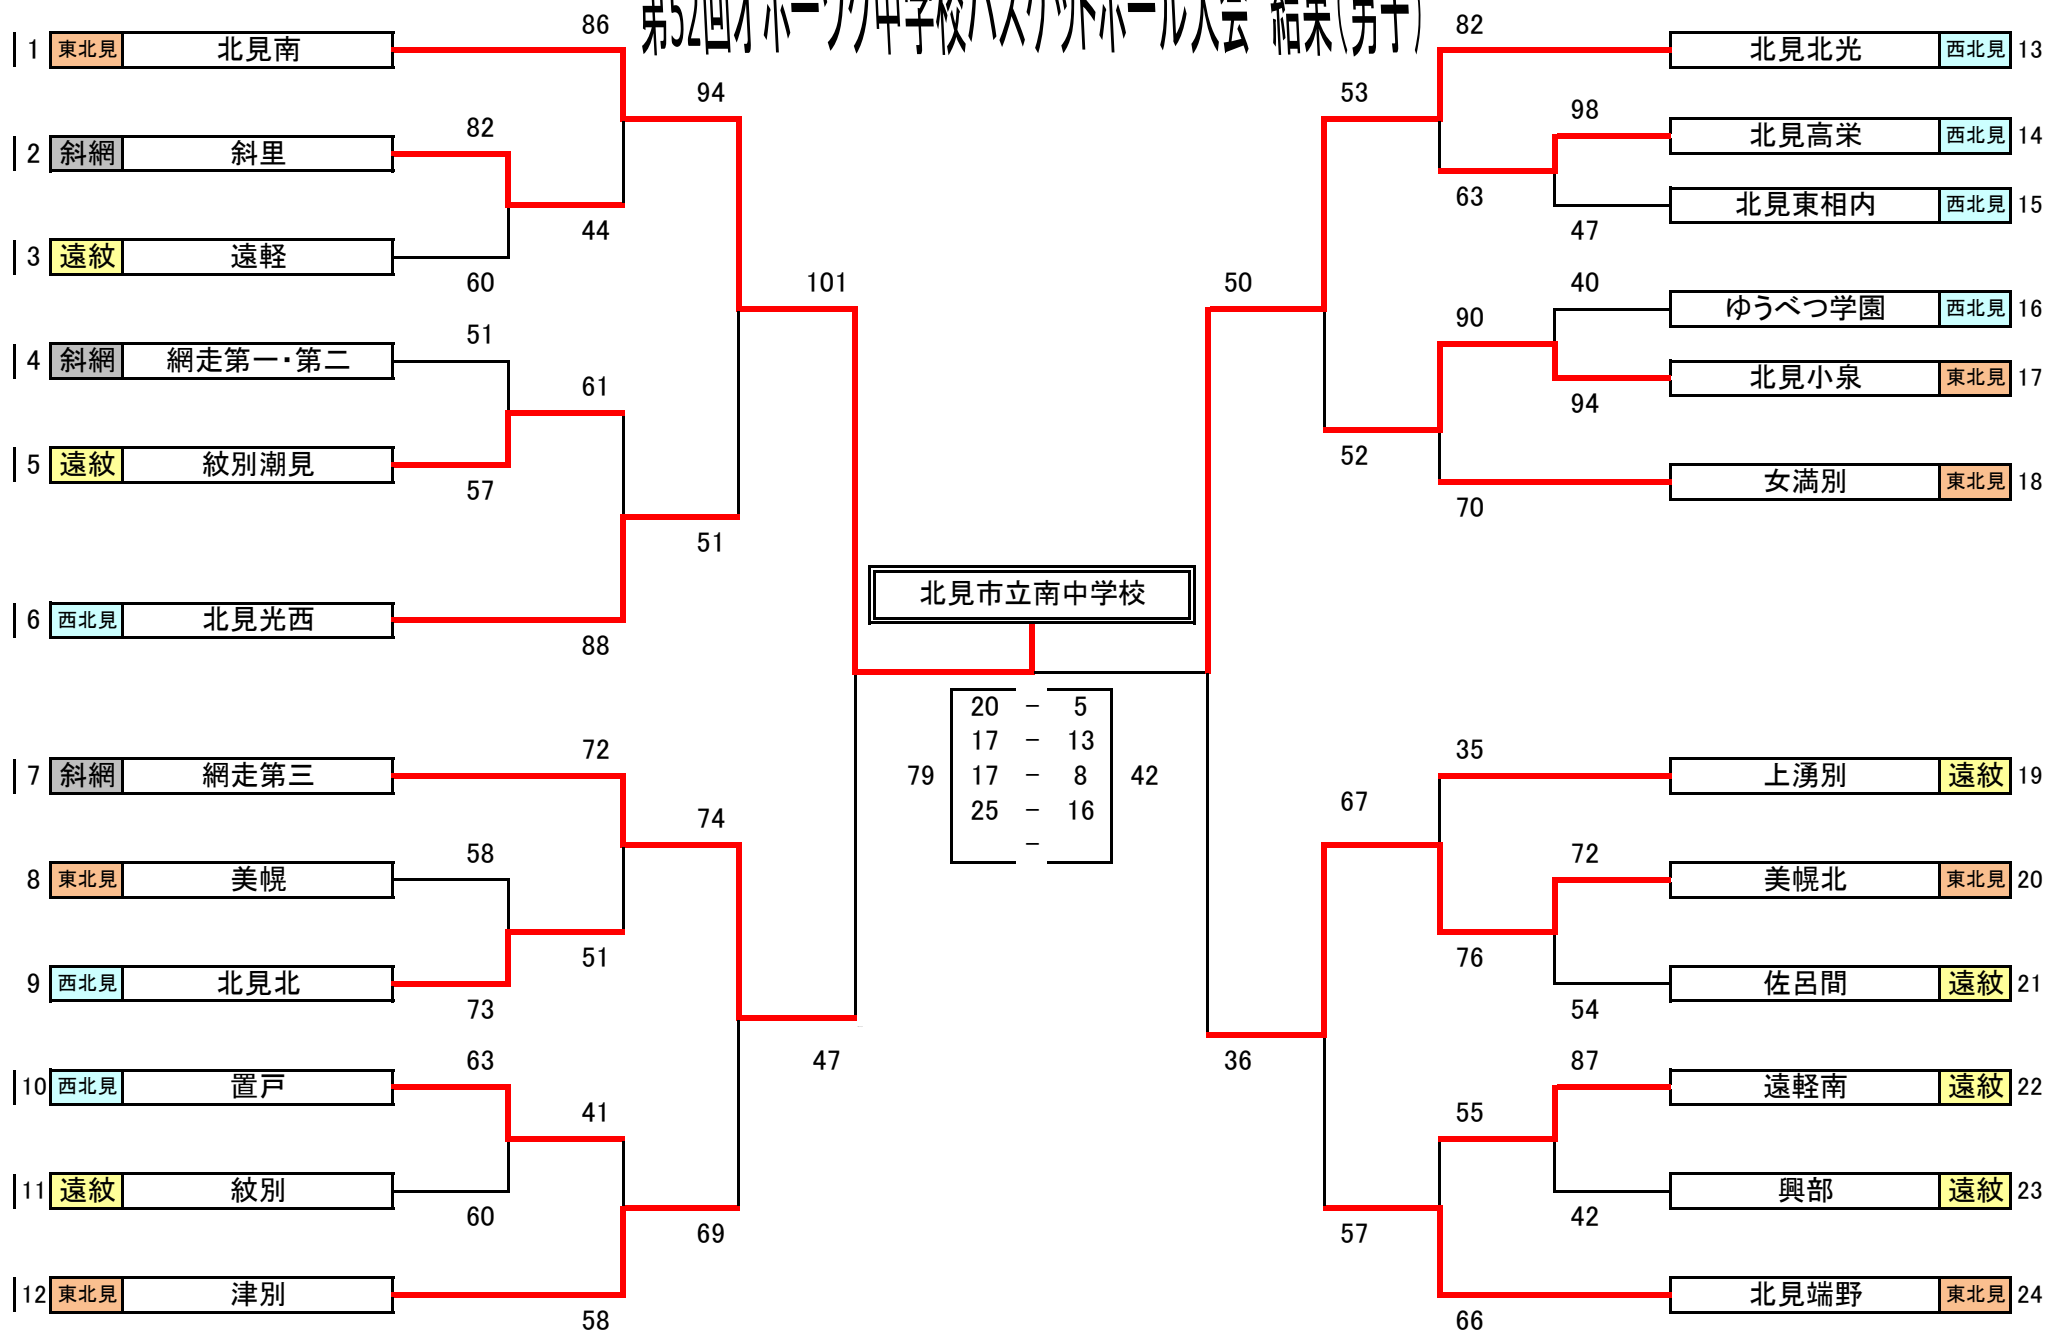 第52回オホーツク中学校バスケットボール大会 結果(男子)
1 東北見 北見南
86
2 斜網 斜里
82
3 遠紋 遠軽
60
44
94
4 斜網 網走第一・第二
51
5 遠紋 紋別潮見
57
61
6 西北見 北見光西
88
51
101
7 斜網 網走第三
72
8 東北見 美幌
58
9 西北見 北見北
73
51
74
10 西北見 置戸
63
11 遠紋 紋別
60
41
12 東北見 津別
58
69
47
北見市立南中学校
79
20 - 5
17 - 13
17 - 8
25 - 16
-
42
82
北見北光 西北見 13
98
北見高栄 西北見 14
47
北見東相内 西北見 15
63
53
40
ゆうべつ学園 西北見 16
94
北見小泉 東北見 17
90
70
女満別 東北見 18
52
50
35
上湧別 遠紋 19
72
美幌北 東北見 20
54
佐呂間 遠紋 21
76
67
87
遠軽南 遠紋 22
42
興部 遠紋 23
55
66
北見端野 東北見 24
57
36